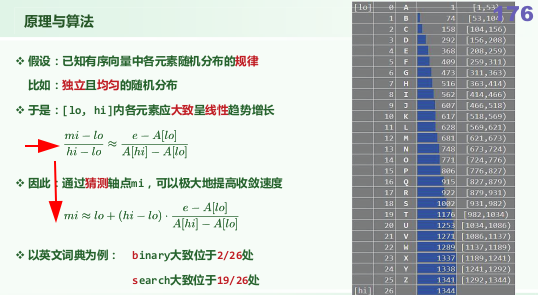 176
原理与算法
假设：已知有序向量中各元素随机分布的规律
比如：独立且均匀的随机分布
于是：[lo, hi]内各元素应大致呈线性趋势增长
mi - lo / hi - lo ≈ e - A[lo] / A[hi] - A[lo]
因此：通过猜测轴点mi，可以极大地提高收敛速度
mi ≈ lo + (hi - lo) · e - A[lo] / A[hi] - A[lo]
以英文词典为例： binary大致位于2/26处
search大致位于19/26处
[lo] 0 A 1 [1,53)
1 B 74 [53,104)
2 C 158 [104,156)
3 D 292 [156,208)
4 E 368 [208,259)
5 F 409 [259,311)
6 G 473 [311,363)
7 H 516 [363,414)
8 I 562 [414,466)
9 J 607 [466,518)
10 K 617 [518,569)
11 L 628 [569,621)
12 M 681 [621,673)
13 N 748 [673,724)
14 O 771 [724,776)
15 P 806 [776,827)
16 Q 915 [827,879)
17 R 922 [879,931)
18 S 1002 [931,982)
19 T 1176 [982,1034)
20 U 1253 [1034,1086)
21 V 1271 [1086,1137)
22 W 1289 [1137,1189)
23 X 1337 [1189,1241)
24 Y 1338 [1241,1292)
25 Z 1341 [1292,1344)
[hi] 26 1344